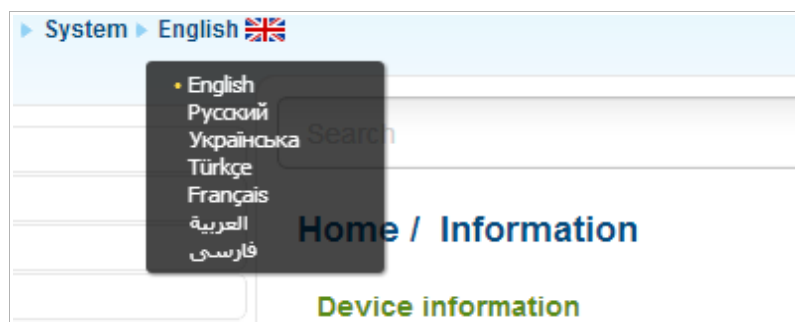 System English
English
Русский
Українська
Türkçe
Français
العربية
فارسی
Search
Home / Information
Device information